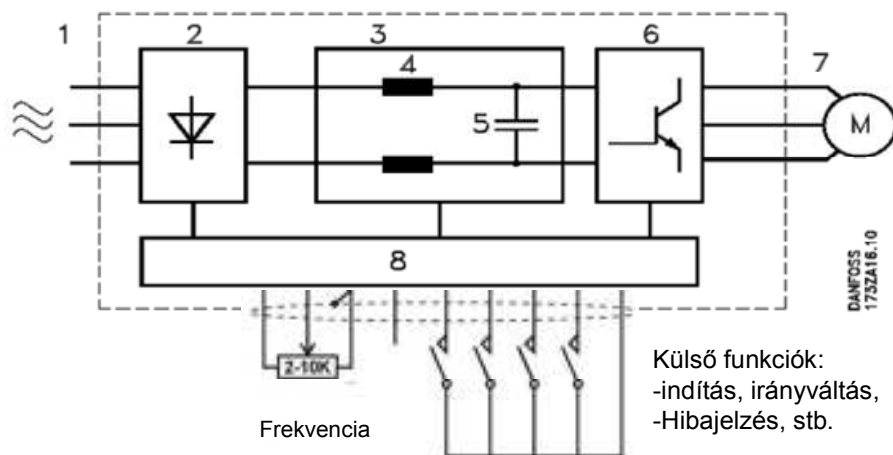 1
2
3
6
4
7
5
M
8
DANFOSS
173ZA16.10
2-10K
Külső funkciók:
-indítás, irányváltás,
-Hibajelzés, stb.
Frekvencia